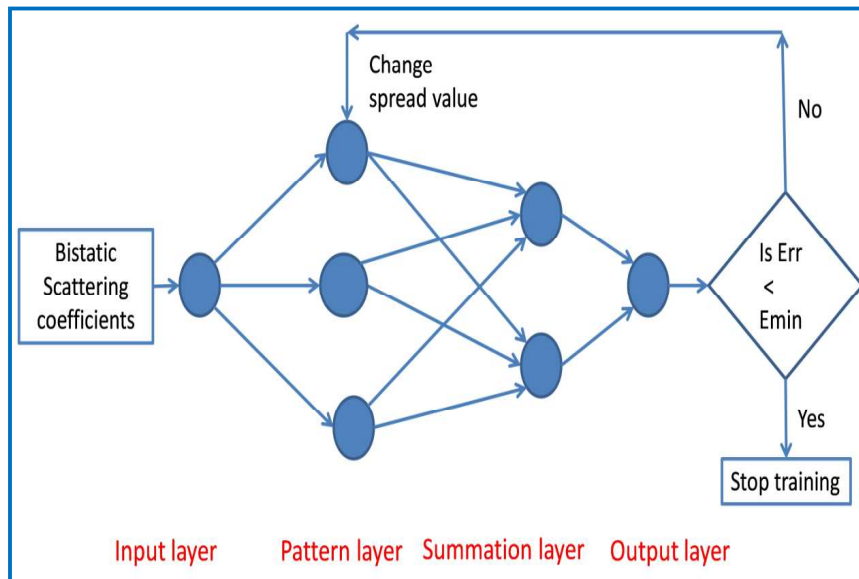 Change
spread value
No
Bistatic
Scattering
coefficients
Is Err
<
Emin
Yes
Stop training
Input layer
Pattern layer
Summation layer
Output layer